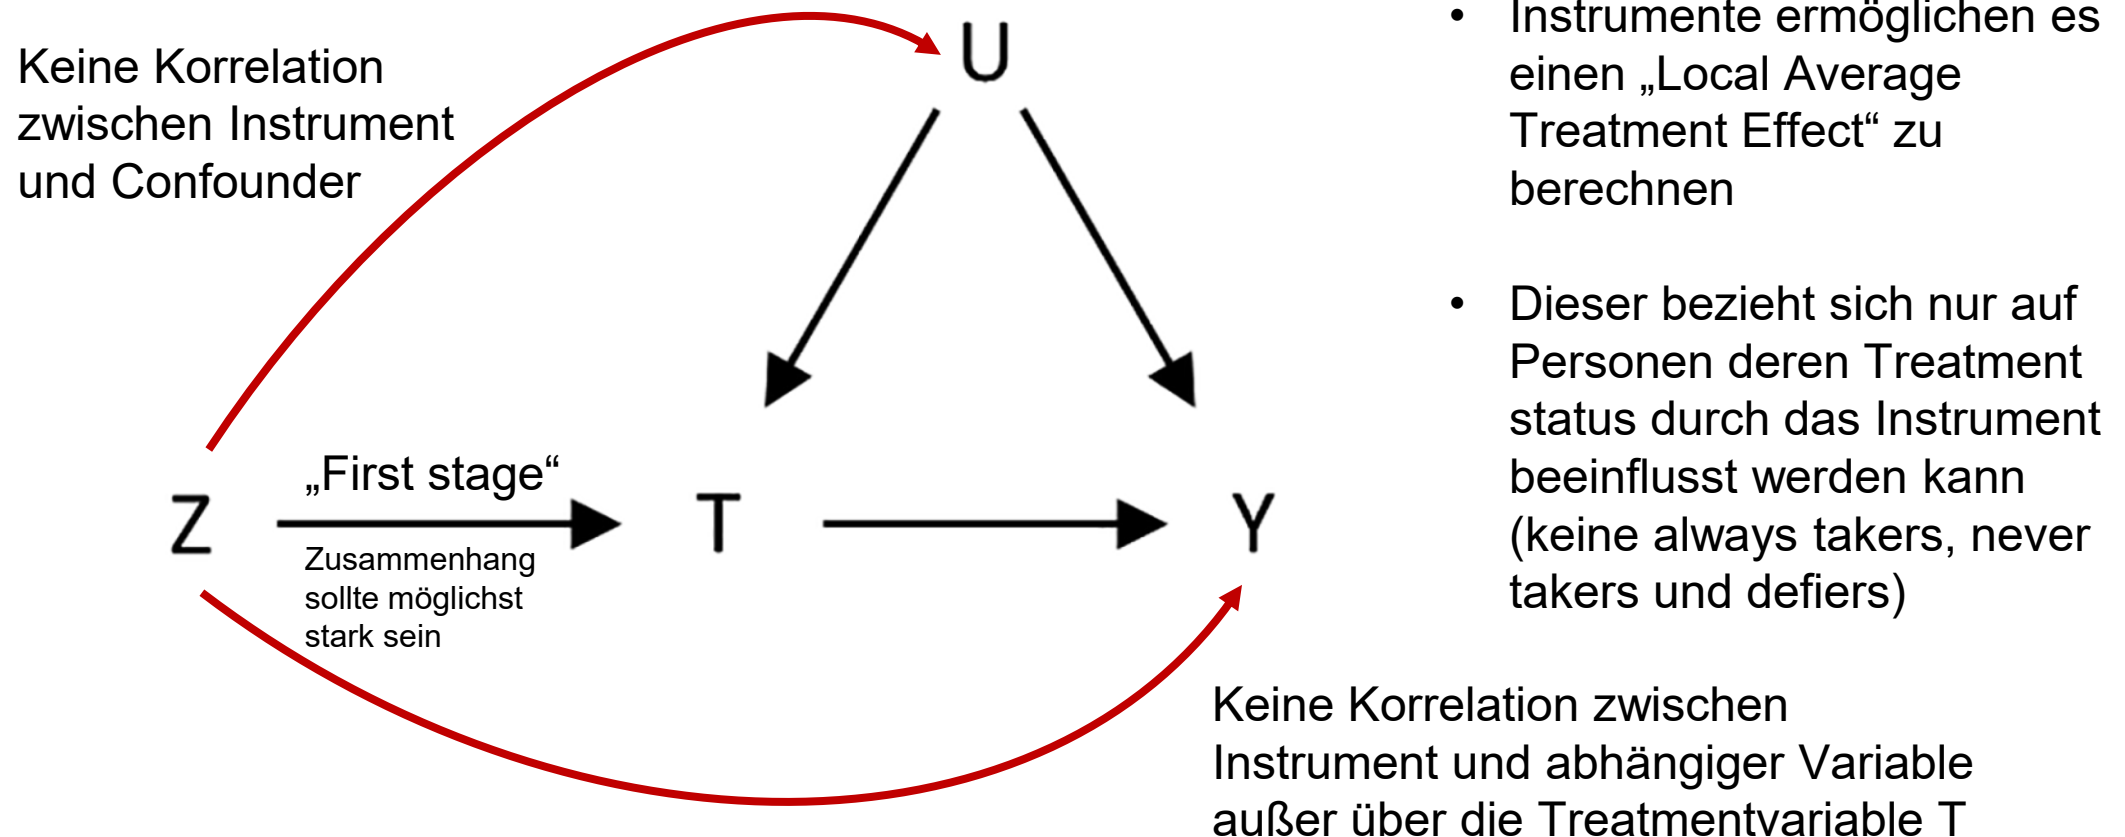 Keine Korrelation
zwischen Instrument
und Confounder
U
Z
„First stage“
Zusammenhang
sollte möglichst
stark sein
T
Y
• Instrumente ermöglichen es
einen „Local Average
Treatment Effect“ zu
berechnen
• Dieser bezieht sich nur auf
Personen deren Treatment
status durch das Instrument
beeinflusst werden kann
(keine always takers, never
takers und defiers)
Keine Korrelation zwischen
Instrument und abhängiger Variable
außer über die Treatmentvariable T